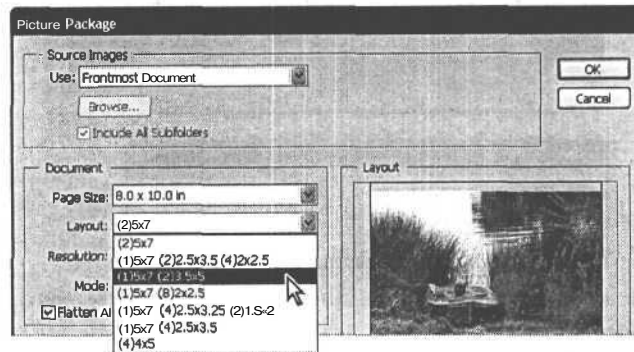 Picture Package
Source Images
Use: Frontmost Document
Browse...
Include All Subfolders
OK
Cancel
Document
Page Size: 8.0 x 10.0 in
Layout: (2)5x7
Resolution:
Mode:
Flatten Al
(2)5x7
(1)5x7 (2)2.5x3.5 (4)2x2.5
(1)5x7 (2)3.5x5
(1)5x7 (8)2x2.5
(1)5x7 (4)2.5x3.25 (2)1.S×2
(1)5x7 (4)2.5x3.5
(4)4x5
Layout